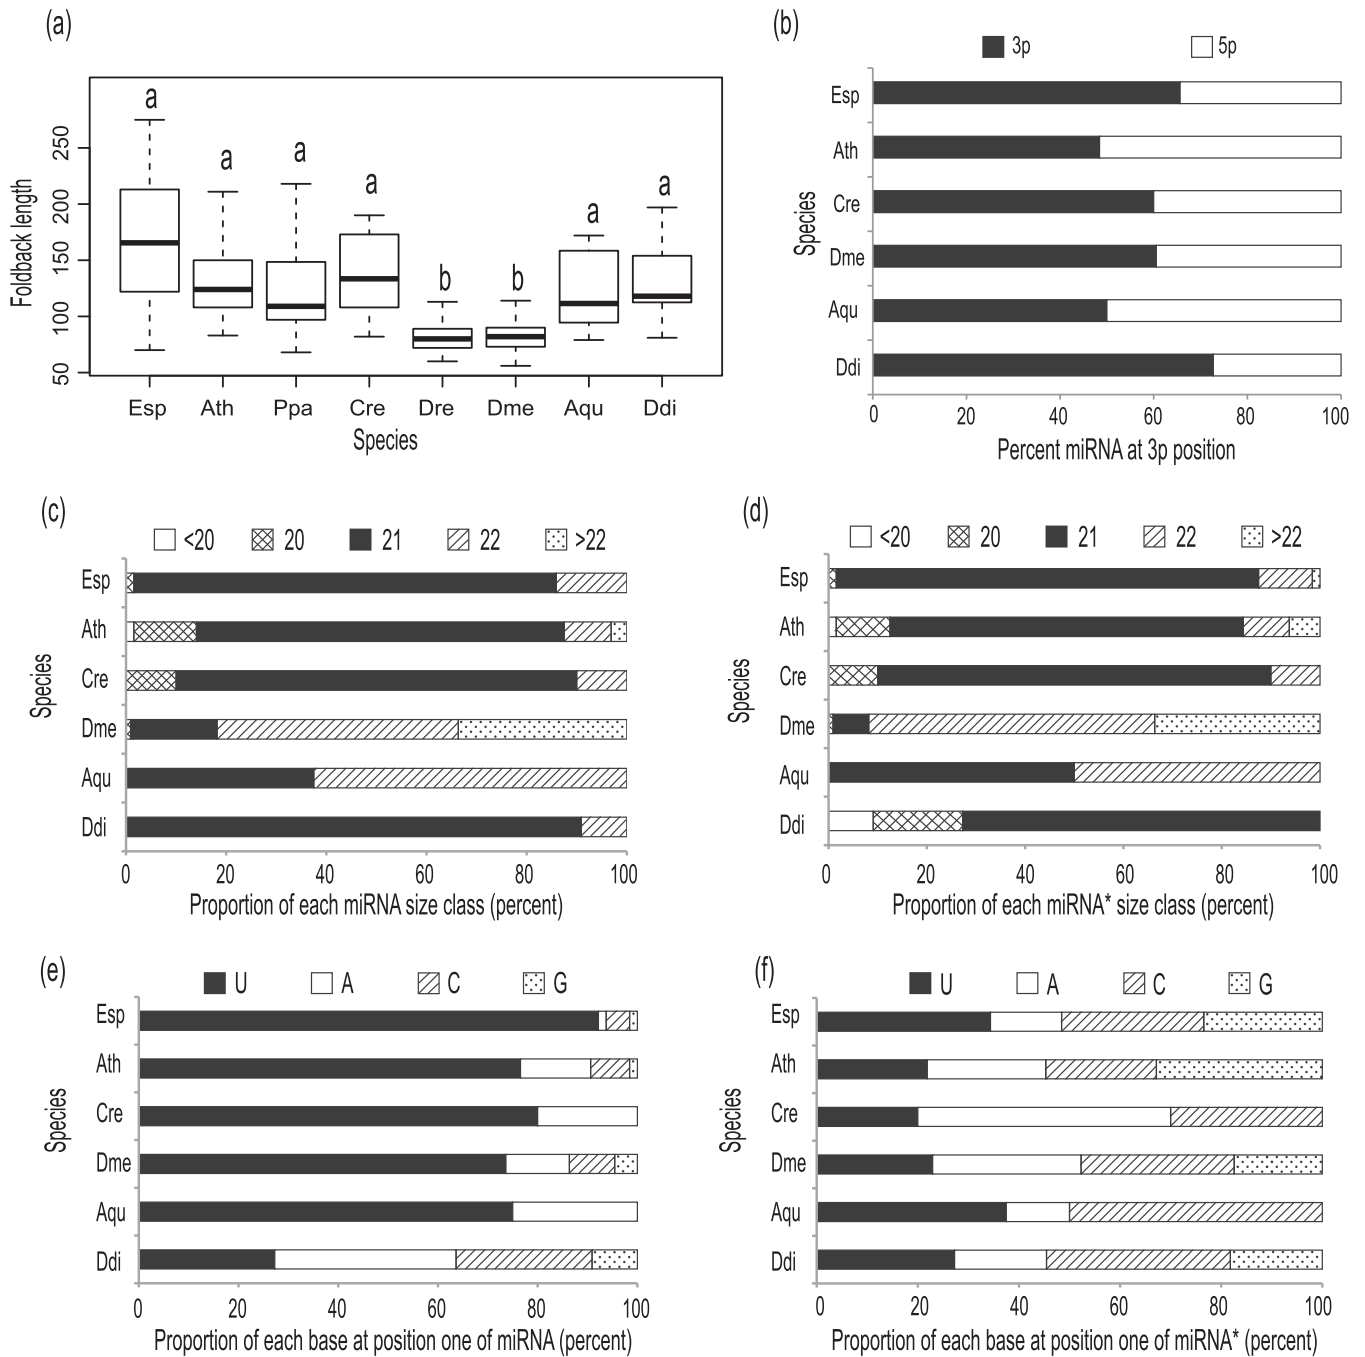 (a)
a
a
a
a
b
b
a
a
Foldback length
250
200
150
100
50
Esp Ath Ppa Cre Dre Dme Aqu Ddi
Species
(b)
3p 5p
Species
Esp
Ath
Cre
Dme
Aqu
Ddi
0 20 40 60 80 100
Percent miRNA at 3p position
(c)
<20 20 21 22 >22
Species
Esp
Ath
Cre
Dme
Aqu
Ddi
0 20 40 60 80 100
Proportion of each miRNA size class (percent)
(d)
<20 20 21 22 >22
Species
Esp
Ath
Cre
Dme
Aqu
Ddi
0 20 40 60 80 100
Proportion of each miRNA* size class (percent)
(e)
U A C G
Species
Esp
Ath
Cre
Dme
Aqu
Ddi
0 20 40 60 80 100
Proportion of each base at position one of miRNA (percent)
(f)
U A C G
Species
Esp
Ath
Cre
Dme
Aqu
Ddi
0 20 40 60 80 100
Proportion of each base at position one of miRNA* (percent)